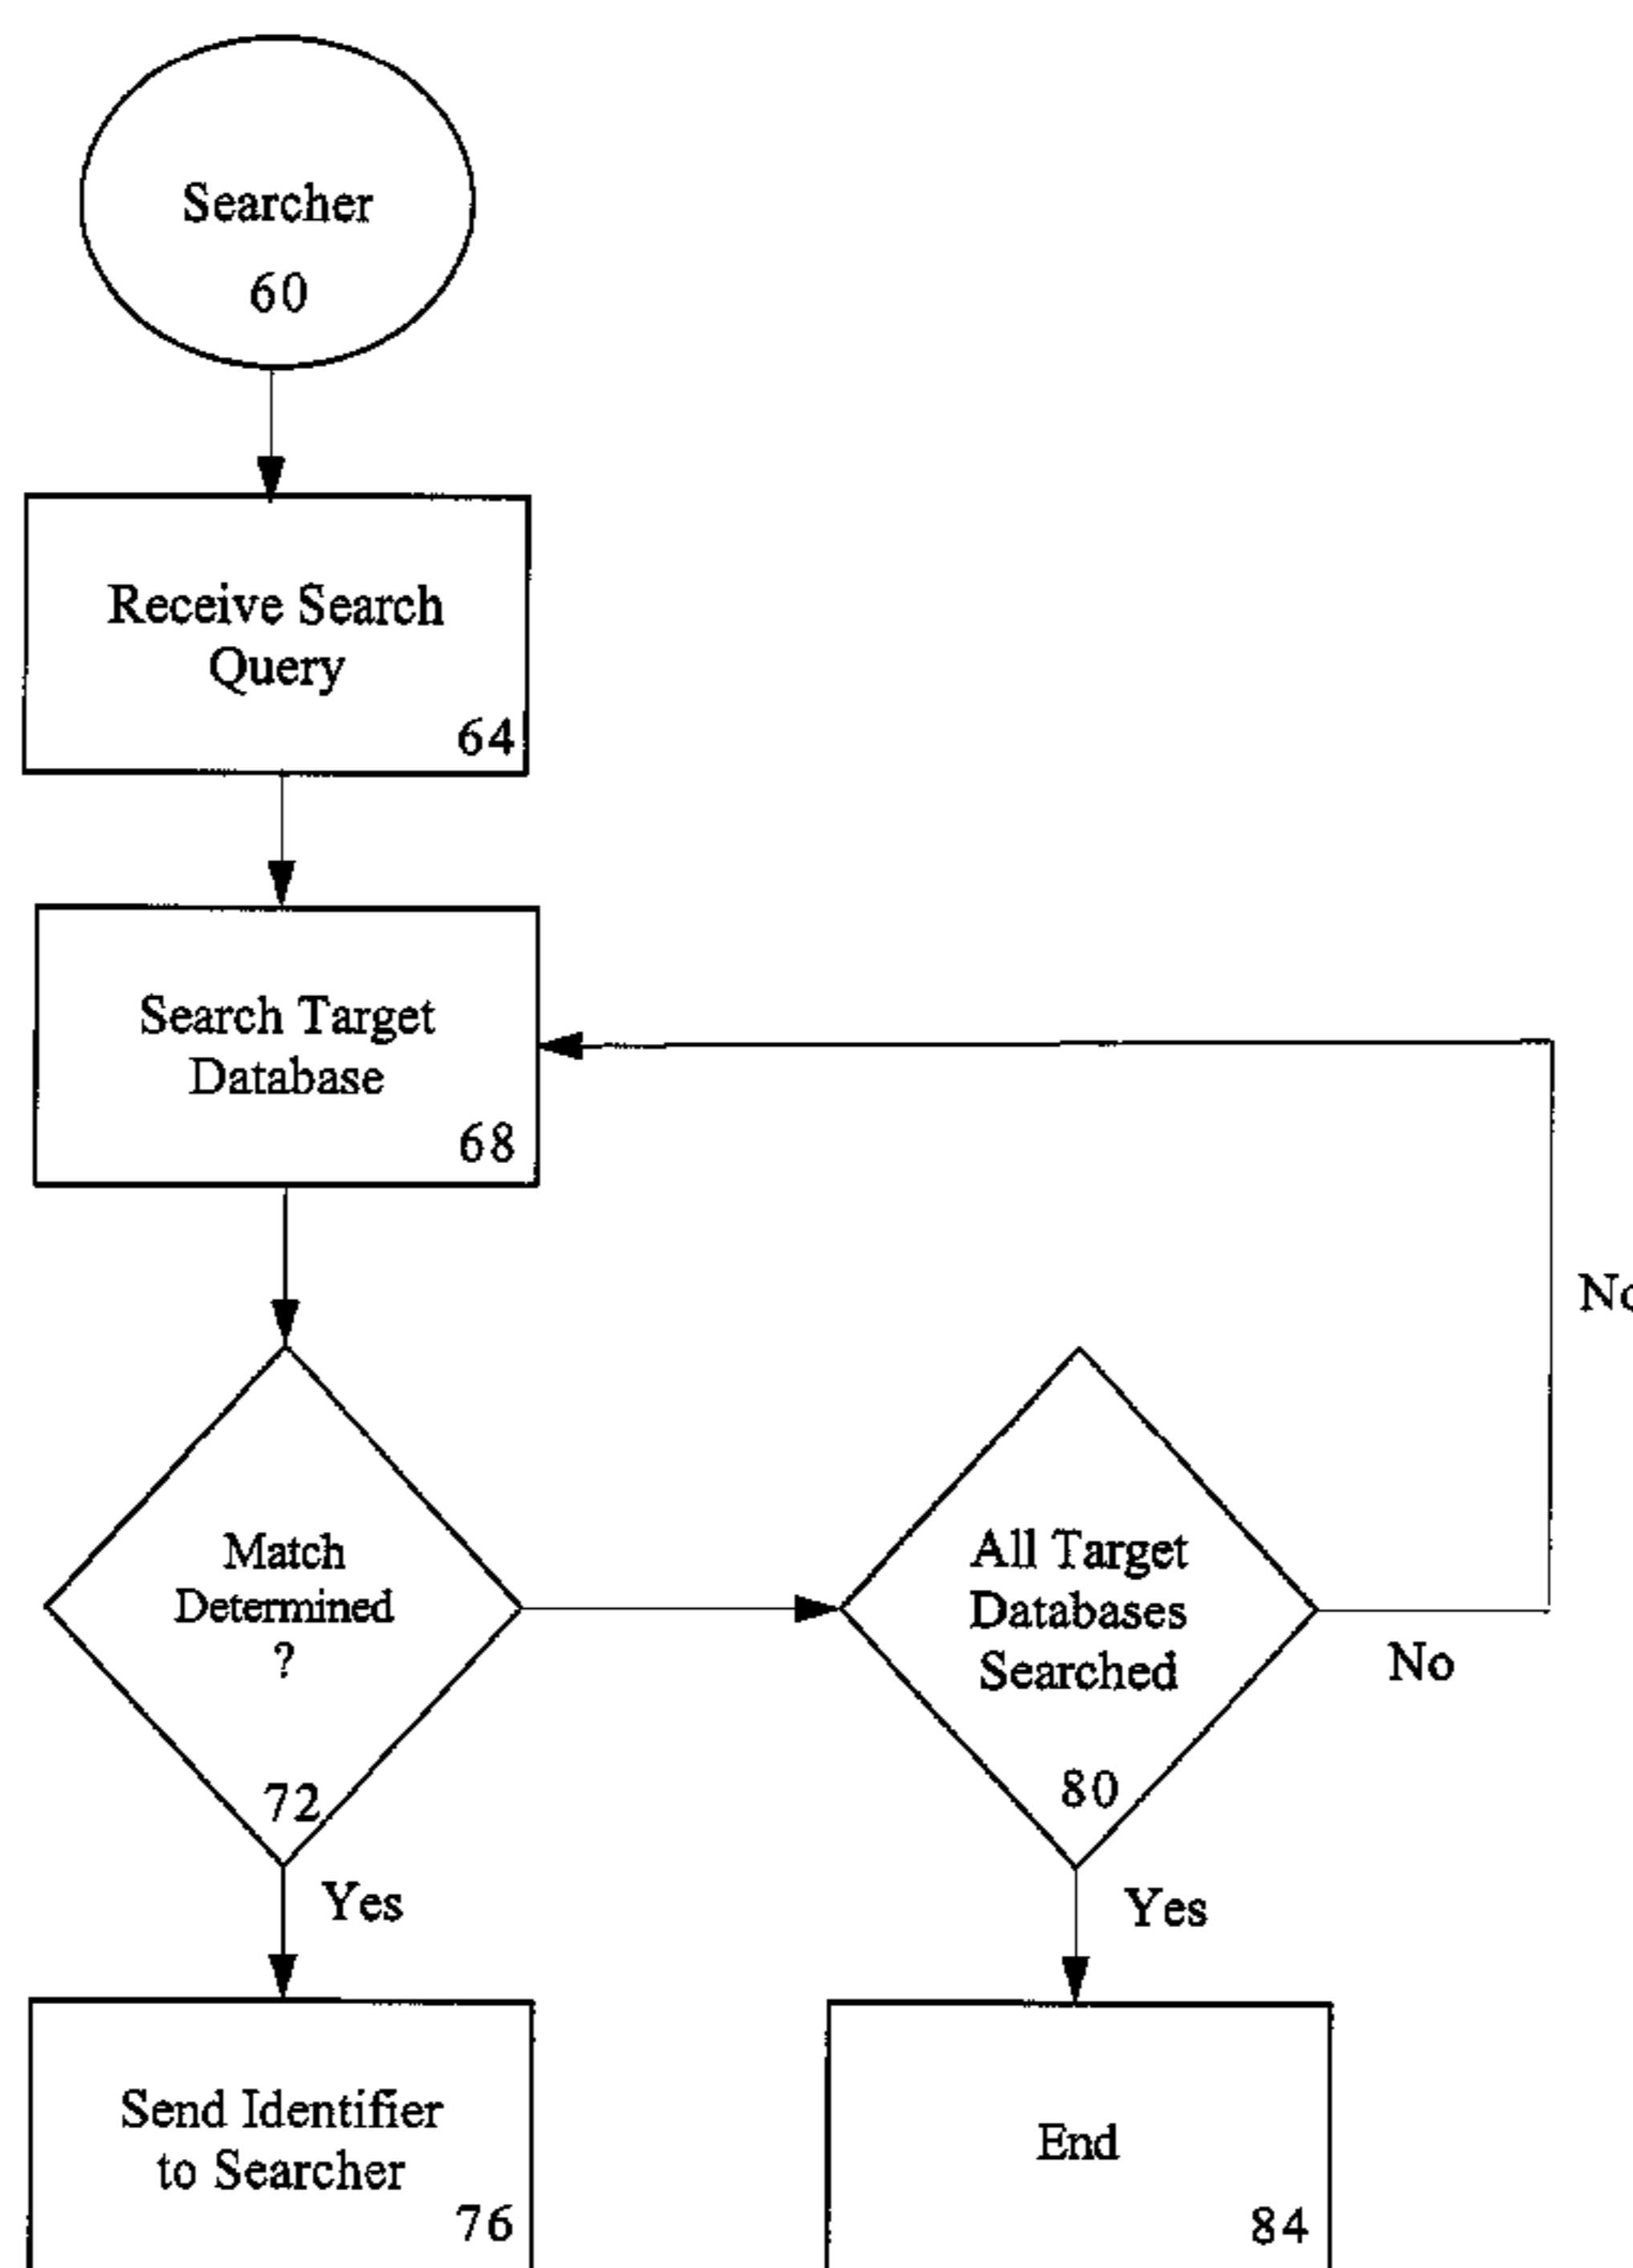 Searcher
60
Receive Search
Query
64
Search Target
Database
68
No
Match
Determined
?
72
All Target
Databases
Searched
80
No
Yes
Yes
Send Identifier
to Searcher
76
End
84